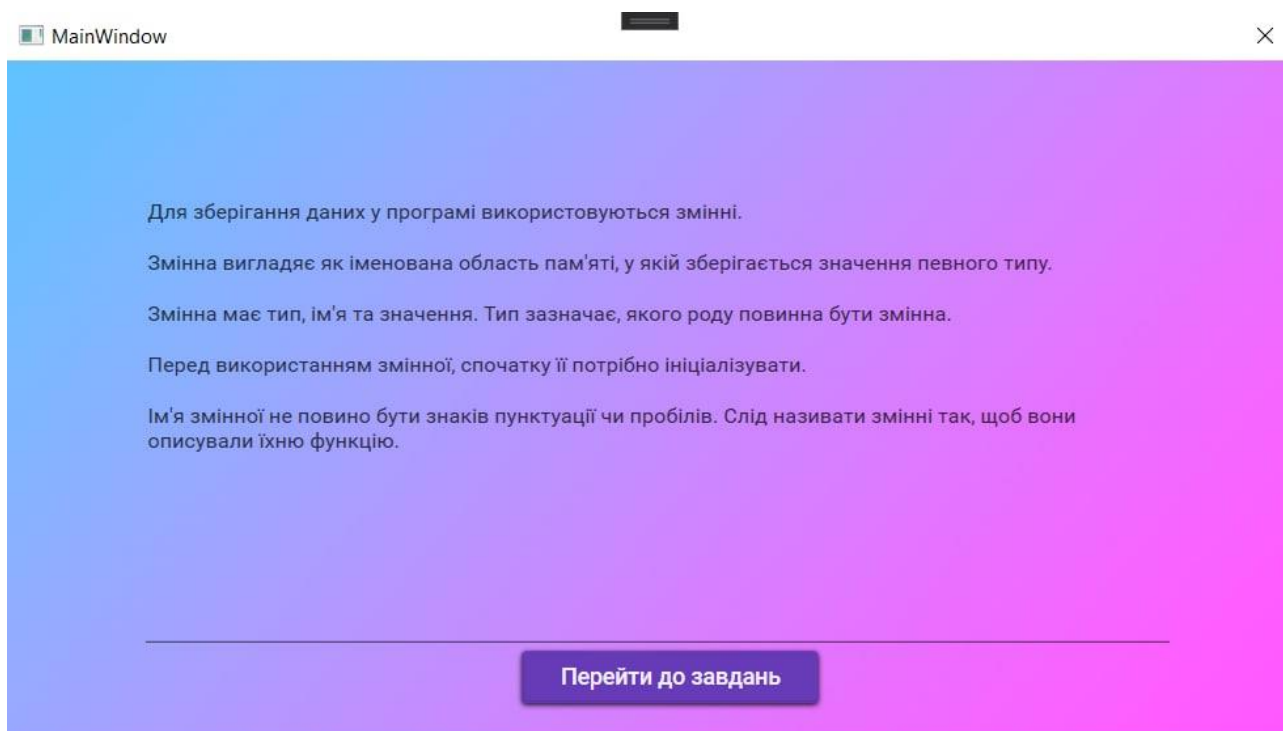 MainWindow
Для зберігання даних у програмі використовуються змінні.
Змінна вигладяє як іменована область пам'яті, у якій зберігається значення певного типу.
Змінна має тип, ім'я та значення. Тип зазначає, якого роду повинна бути змінна.
Перед використанням змінної, спочатку її потрібно ініціалізувати.
Ім'я змінної не повино бути знаків пунктуації чи пробілів. Слід називати змінні так, щоб вони
описували їхню функцію.
Перейти до завдань